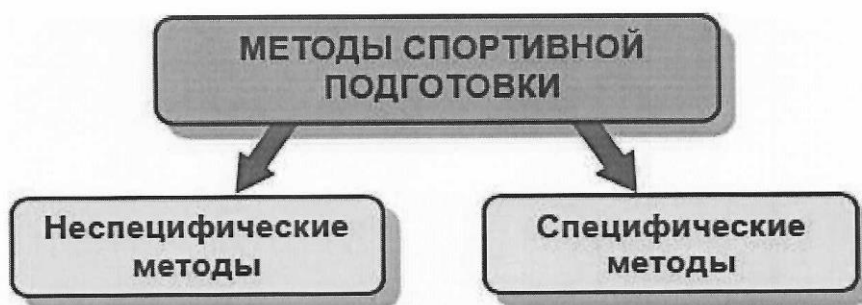 МЕТОДЫ СПОРТИВНОЙ
ПОДГОТОВКИ
Неспецифические
методы
Специфические
методы